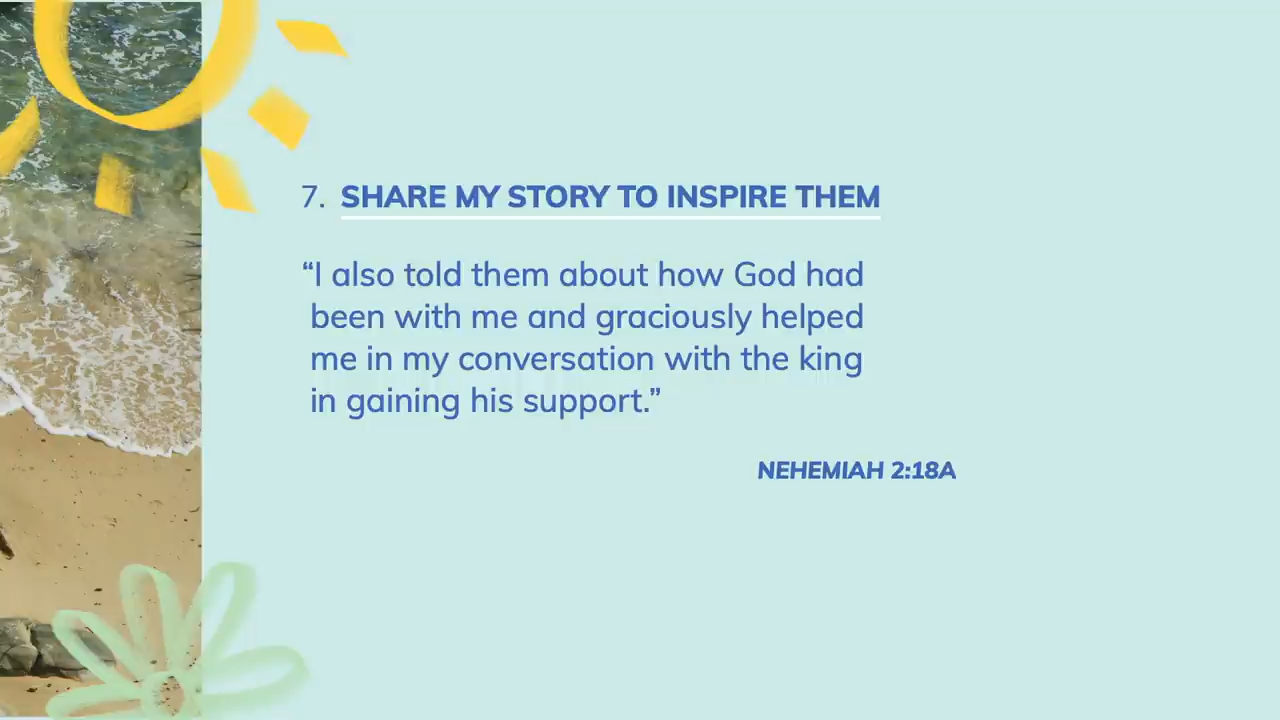 7. SHARE MY STORY TO INSPIRE THEM
“I also told them about how God had
been with me and graciously helped
me in my conversation with the king
in gaining his support.”
NEHEMIAH 2:18A